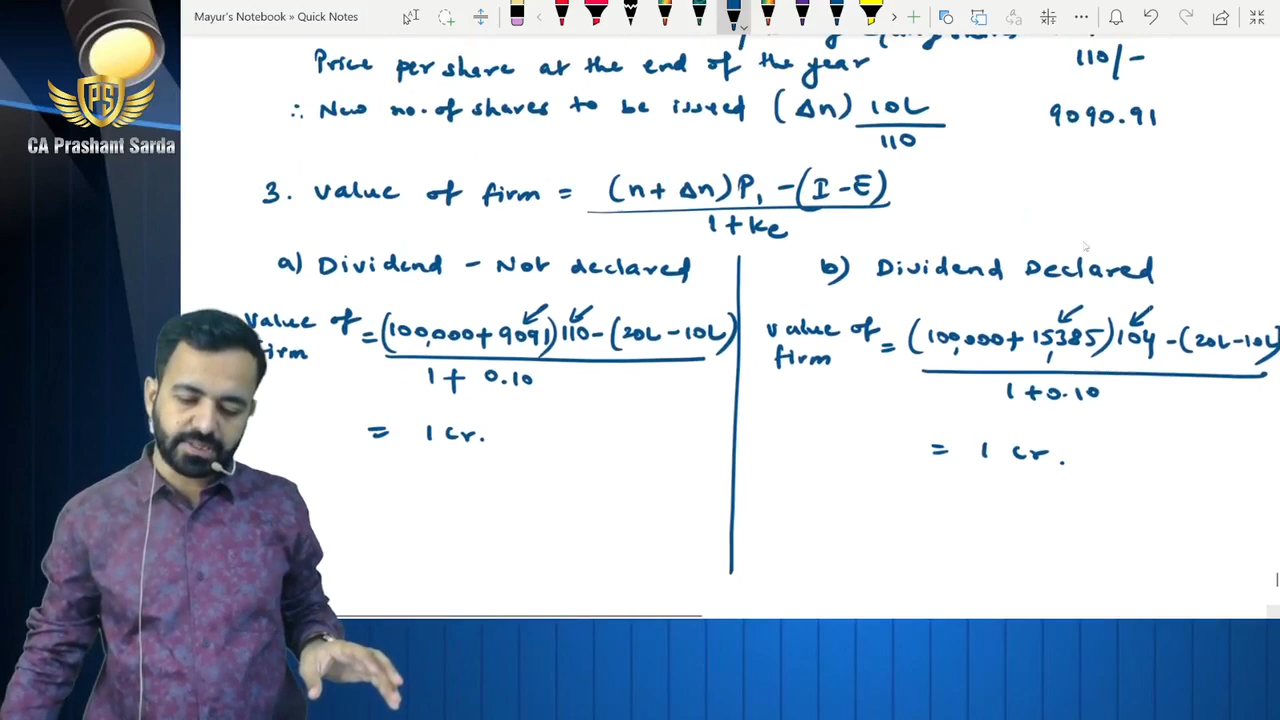 Mayur's Notebook » Quick Notes
PS
CA Prashant Sarda
Price per share at the end of the year 110/-
∴ New no. of shares to be issued (Δn) 10L / 110 9090.91
3. Value of firm = (n + Δn)P₁ - (I - E) / 1 + ke
a) Dividend - Not declared
Value of firm = (100,000 + 9091)110 - (20L - 10L) / 1 + 0.10
= 1 cr.
b) Dividend Declared
Value of firm = (100,000 + 15,385)104 - (20L - 10L) / 1 + 0.10
= 1 cr.